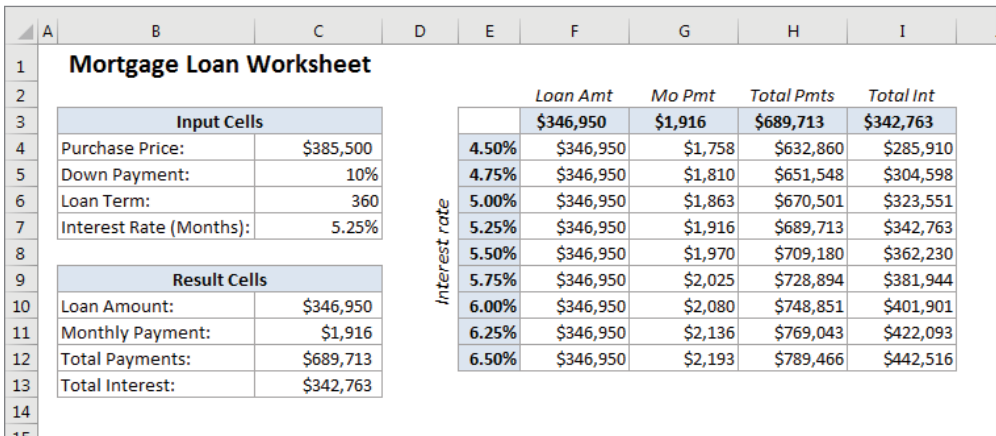 A B C D E F G H I
1 Mortgage Loan Worksheet
2 Loan Amt Mo Pmt Total Pmts Total Int
3 Input Cells $346,950 $1,916 $689,713 $342,763
4 Purchase Price: $385,500 4.50% $346,950 $1,758 $632,860 $285,910
5 Down Payment: 10% 4.75% $346,950 $1,810 $651,548 $304,598
6 Loan Term: 360 5.00% $346,950 $1,863 $670,501 $323,551
7 Interest Rate (Months): 5.25% 5.25% $346,950 $1,916 $689,713 $342,763
8 5.50% $346,950 $1,970 $709,180 $362,230
9 Result Cells 5.75% $346,950 $2,025 $728,894 $381,944
10 Loan Amount: $346,950 6.00% $346,950 $2,080 $748,851 $401,901
11 Monthly Payment: $1,916 6.25% $346,950 $2,136 $769,043 $422,093
12 Total Payments: $689,713 6.50% $346,950 $2,193 $789,466 $442,516
13 Total Interest: $342,763
14
Interest rate